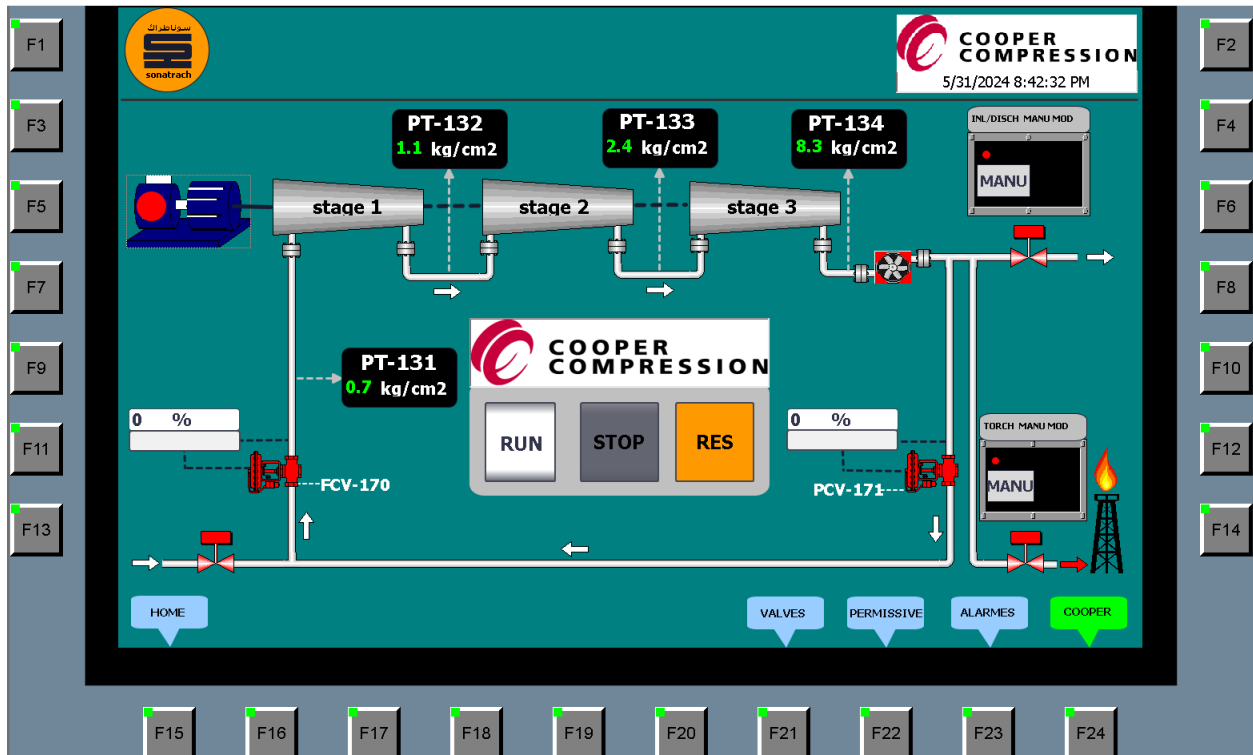 F1
سوناطراك
sonatrach
COOPER
COMPRESSION
5/31/2024 8:42:32 PM
F2
F3
PT-132
1.1 kg/cm2
PT-133
2.4 kg/cm2
PT-134
8.3 kg/cm2
INL/DISCH MANU MOD
MANU
F4
F5
stage 1
stage 2
stage 3
F6
F7
F8
COOPER
COMPRESSION
F9
PT-131
0.7 kg/cm2
F10
0 %
RUN
STOP
RES
0 %
TORCH MANU MOD
MANU
F11
FCV-170
PCV-171
F12
F13
F14
HOME
VALVES
PERMISSIVE
ALARMES
COOPER
F15
F16
F17
F18
F19
F20
F21
F22
F23
F24